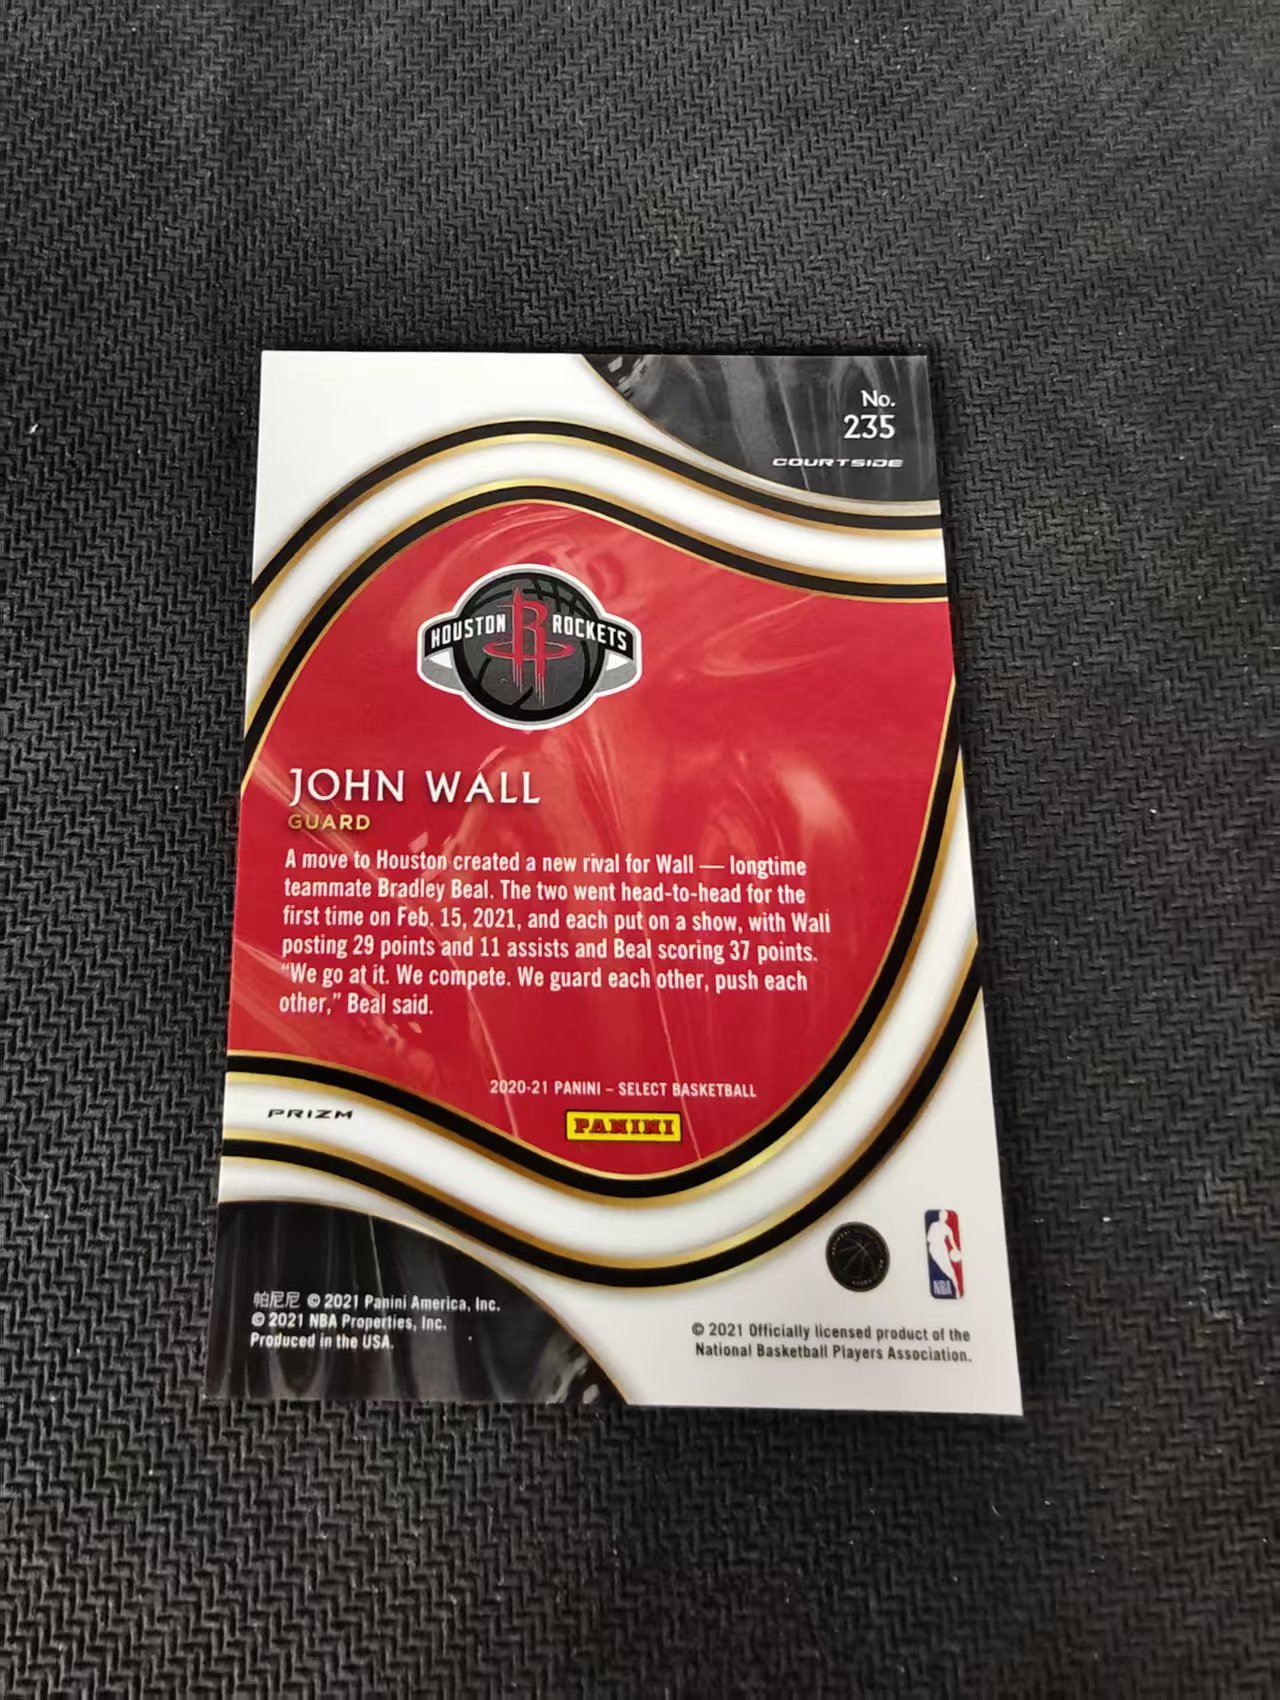 No.
235
COURTSIDE
HOUSTON ROCKETS
JOHN WALL
GUARD
A move to Houston created a new rival for Wall — longtime
teammate Bradley Beal. The two went head-to-head for the
first time on Feb. 15, 2021, and each put on a show, with Wall
posting 29 points and 11 assists and Beal scoring 37 points.
“We go at it. We compete. We guard each other, push each
other,” Beal said.
2020-21 PANINI – SELECT BASKETBALL
PRIZM
PANINI
NBA
帕尼尼 © 2021 Panini America, Inc.
© 2021 NBA Properties, Inc.
Produced in the USA.
© 2021 Officially licensed product of the
National Basketball Players Association.